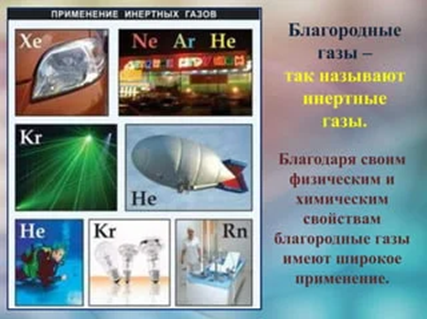 ПРИМЕНЕНИЕ ИНЕРТНЫХ ГАЗОВ
Xe
Ne Ar He
Kr
He
He
Kr
Rn
Благородные
газы –
так называют
инертные
газы.
Благодаря своим
физическим и
химическим
свойствам
благородные газы
имеют широкое
применение.